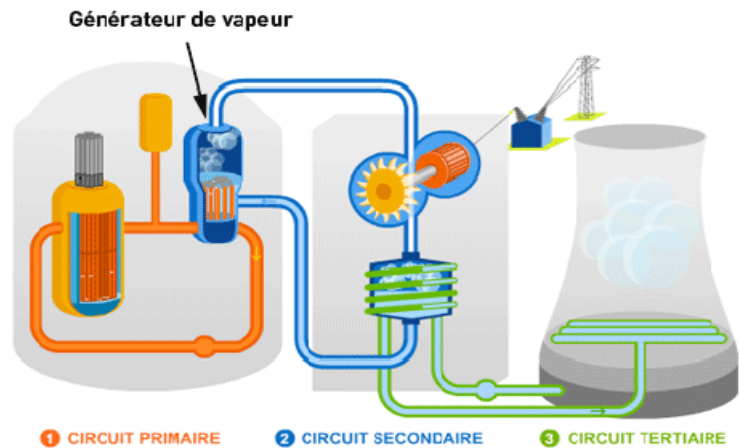 Générateur de vapeur
1 CIRCUIT PRIMAIRE
2 CIRCUIT SECONDAIRE
3 CIRCUIT TERTIAIRE